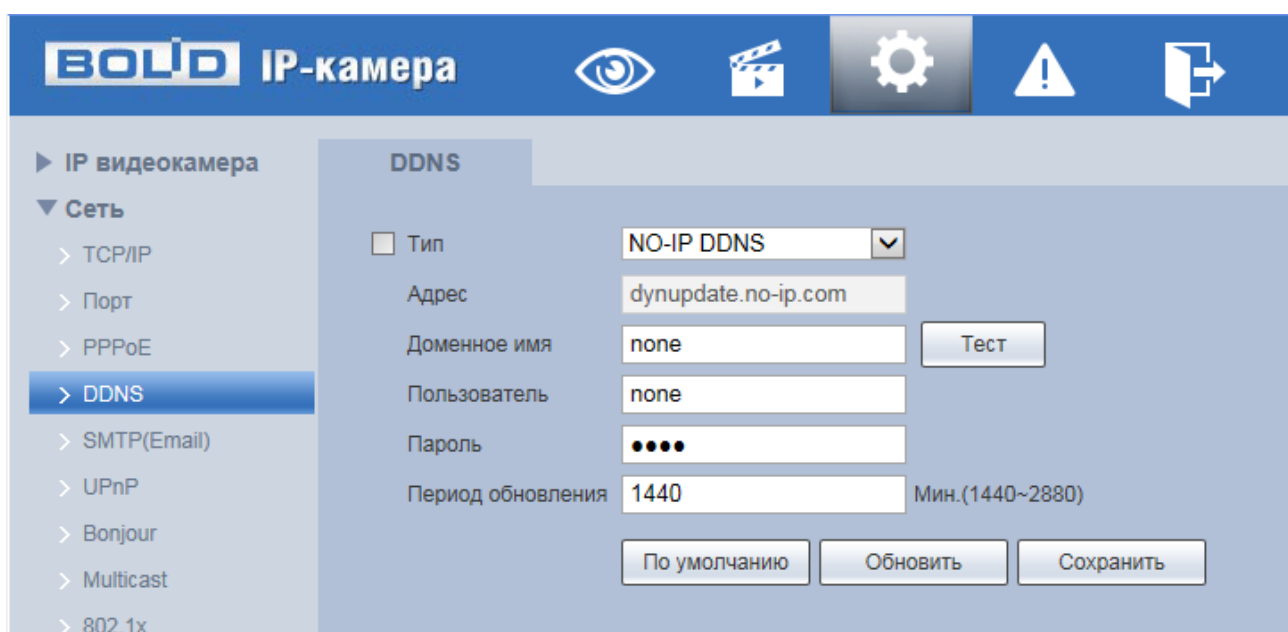 BOLID IP-камера
IP видеокамера
Сеть
TCP/IP
Порт
PPPoE
DDNS
SMTP(Email)
UPnP
Bonjour
Multicast
802.1x
DDNS
Тип NO-IP DDNS
Адрес dynupdate.no-ip.com
Доменное имя none Тест
Пользователь none
Пароль ●●●●
Период обновления 1440 Мин.(1440~2880)
По умолчанию Обновить Сохранить